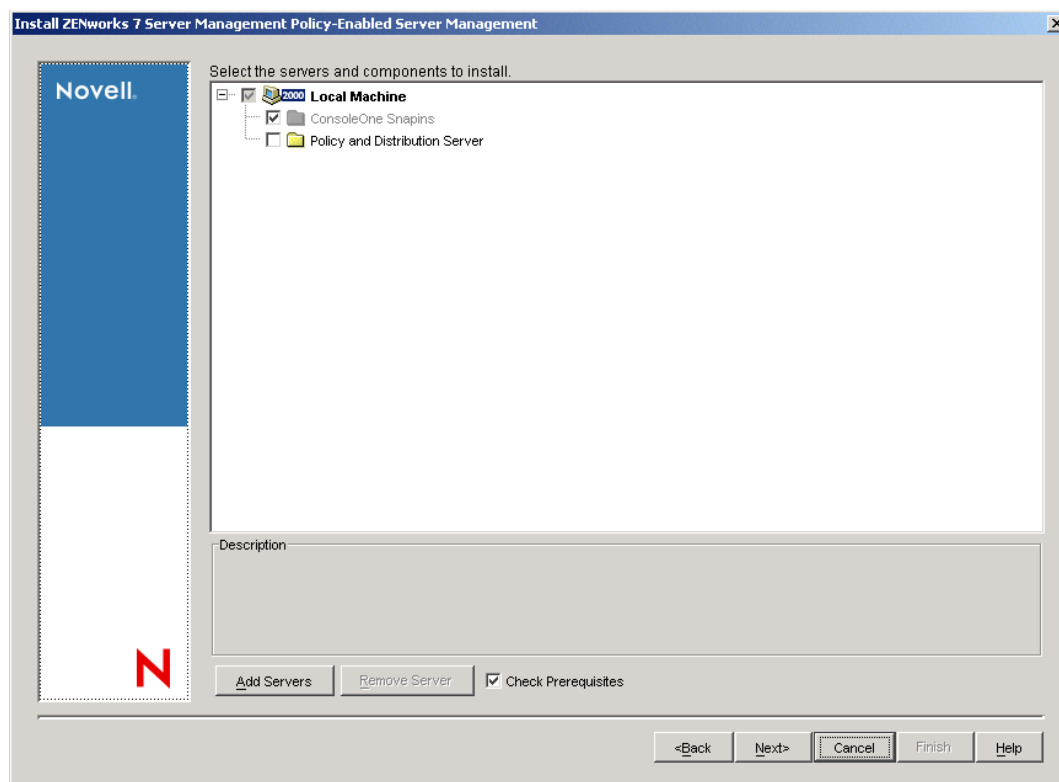 Install ZENworks 7 Server Management Policy-Enabled Server Management
Novell.
Select the servers and components to install.
2000 Local Machine
ConsoleOne Snapins
Policy and Distribution Server
Description
N
Add Servers
Remove Server
Check Prerequisites
<Back
Next>
Cancel
Finish
Help